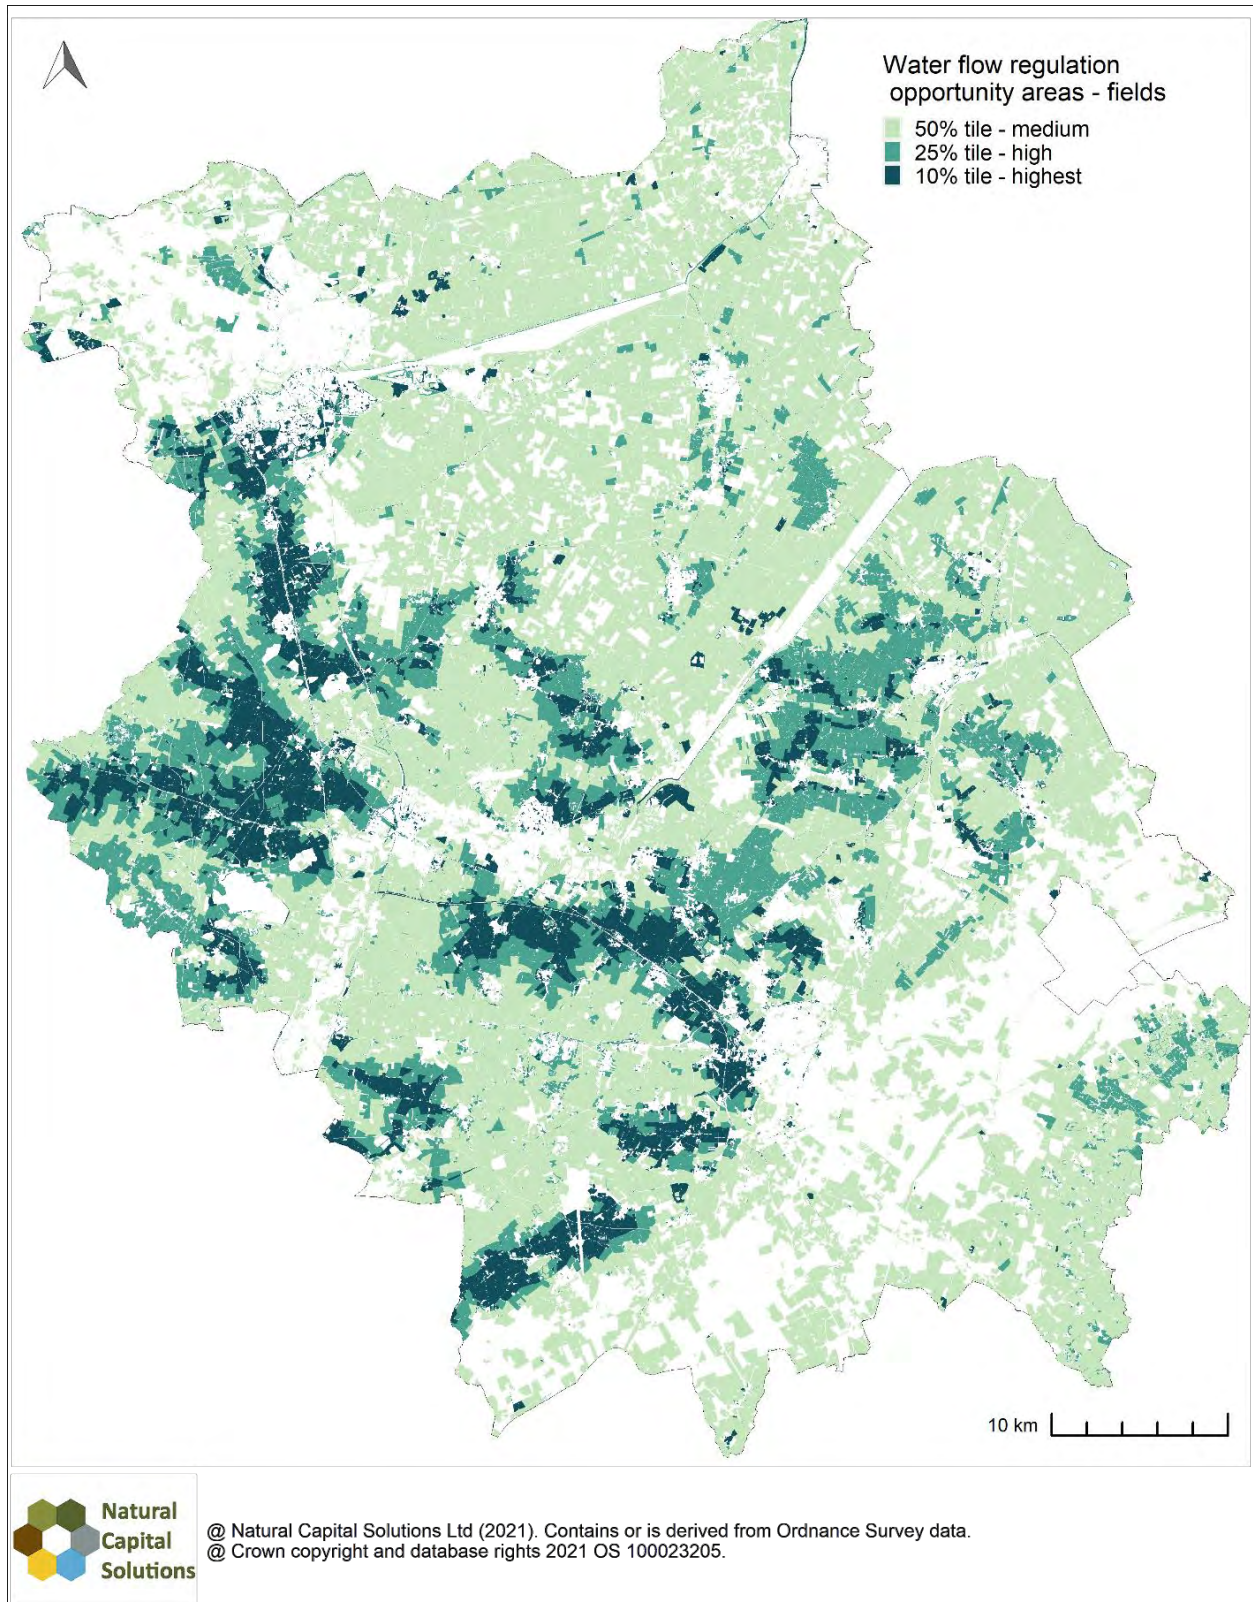 Water flow regulation
opportunity areas - fields
50% tile - medium
25% tile - high
10% tile - highest
10 km
Natural
Capital
Solutions
@ Natural Capital Solutions Ltd (2021). Contains or is derived from Ordnance Survey data.
@ Crown copyright and database rights 2021 OS 100023205.